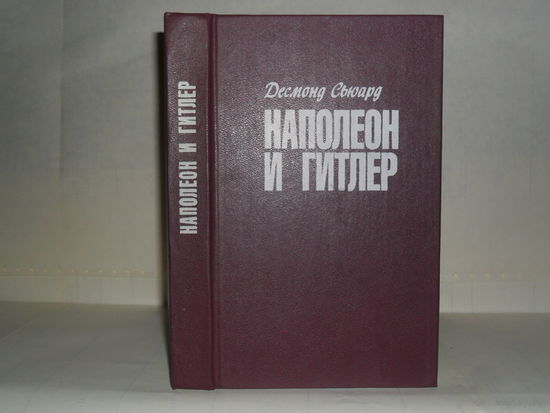 НАПОЛЕОН И ГИТЛЕР
Десмонд Сьюард
НАПОЛЕОН
И ГИТЛЕР